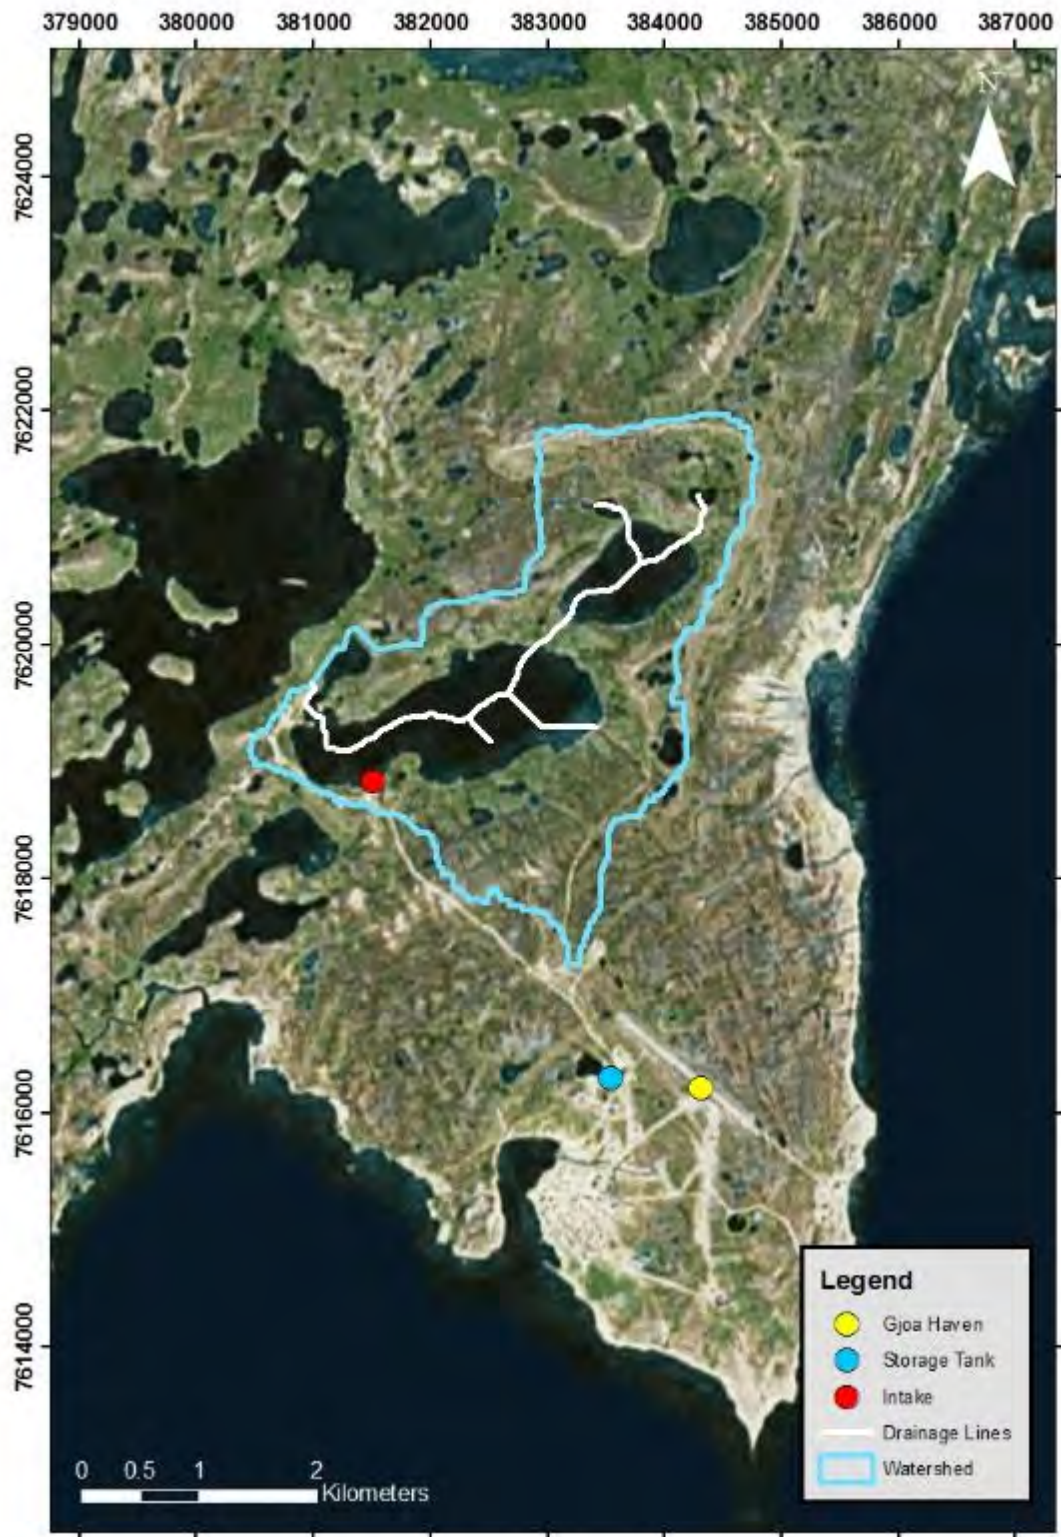 379000 380000 381000 382000 383000 384000 385000 386000 387000
N
7624000
7622000
7620000
7618000
7616000
7614000
Legend
Gjoa Haven
Storage Tank
Intake
Drainage Lines
Watershed
0 0.5 1 2
Kilometers